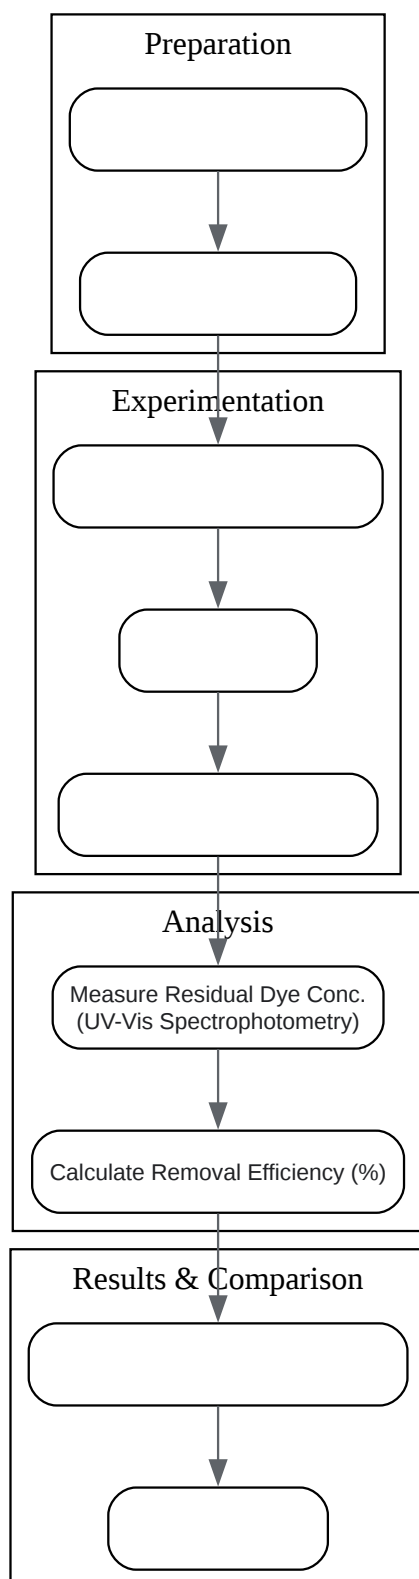 Preparation
Experimentation
Analysis
Measure Residual Dye Conc.
(UV-Vis Spectrophotometry)
Calculate Removal Efficiency (%)
Results & Comparison